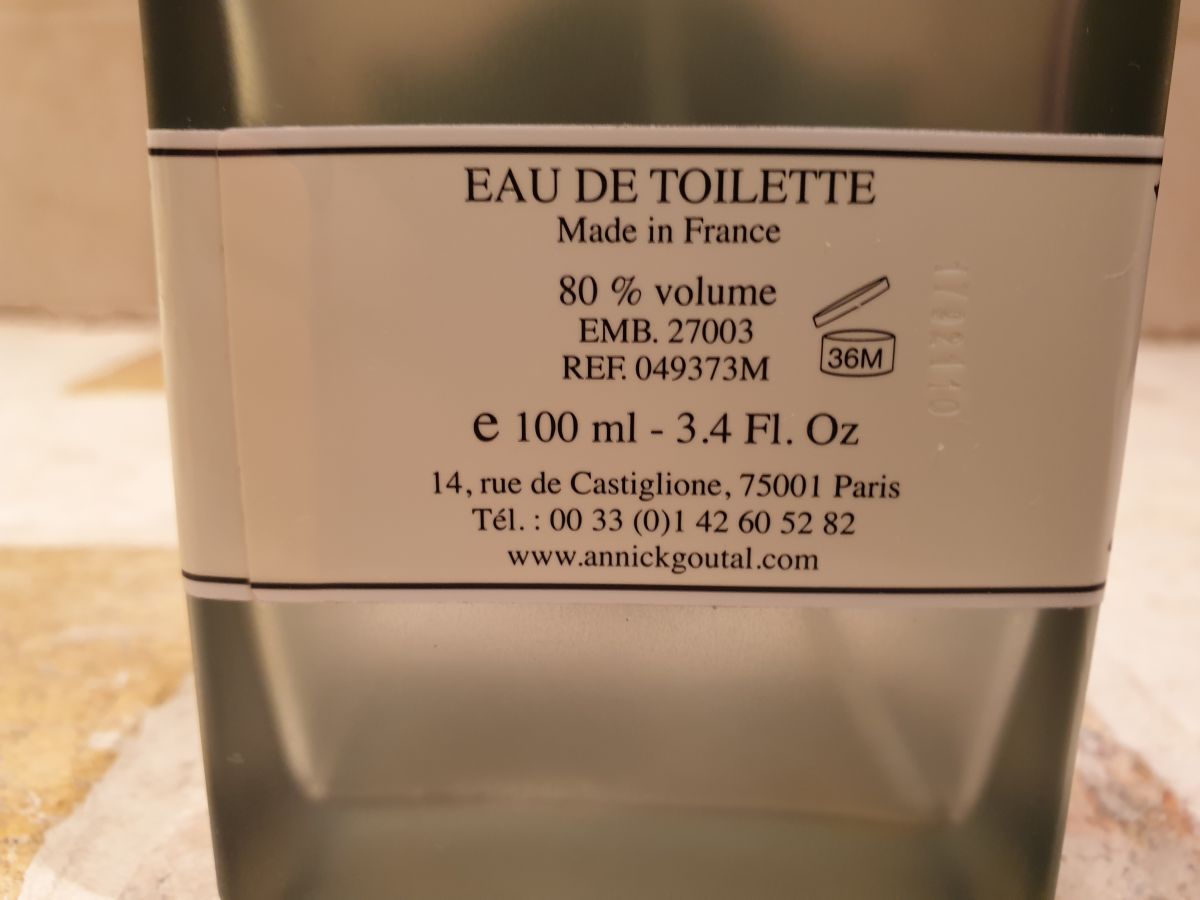 EAU DE TOILETTE
Made in France
80 % volume
EMB. 27003
REF. 049373M
36M
e 100 ml - 3.4 Fl. Oz
14, rue de Castiglione, 75001 Paris
Tél. : 00 33 (0)1 42 60 52 82
www.annickgoutal.com